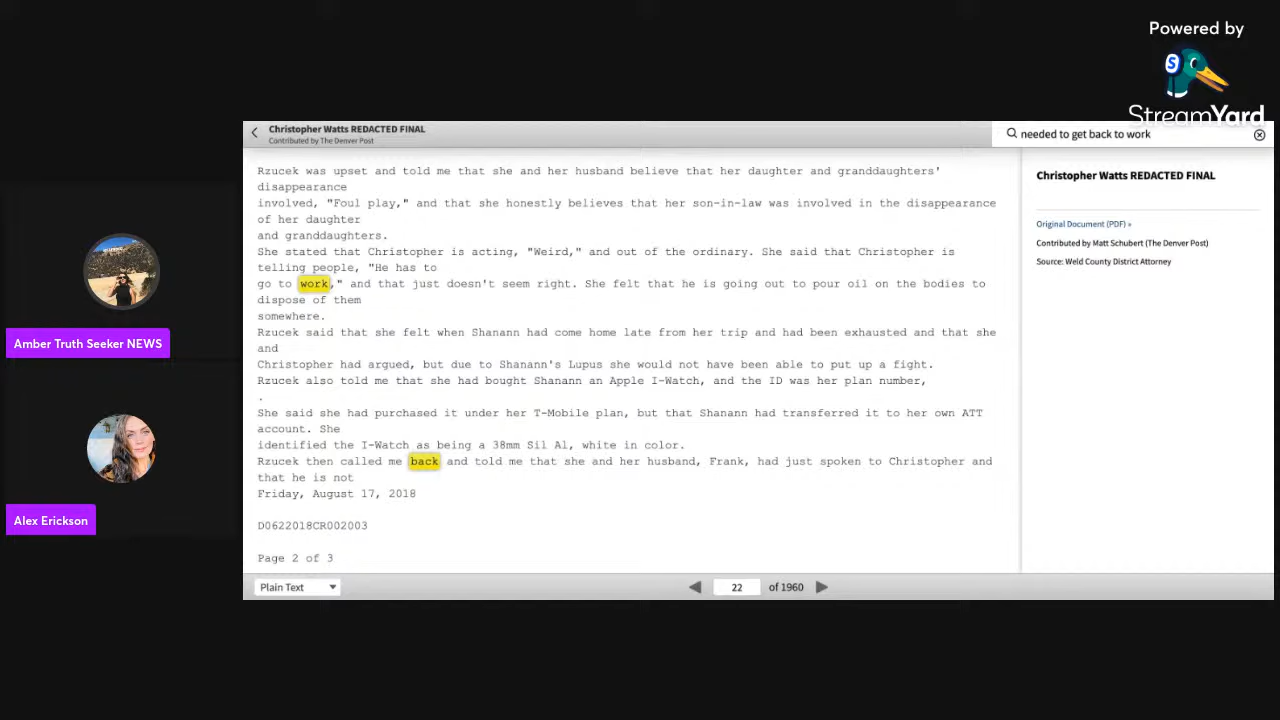 Powered by
S
StreamYard
Christopher Watts REDACTED FINAL
Contributed by The Denver Post
needed to get back to work
Rzucek was upset and told me that she and her husband believe that her daughter and granddaughters'
disappearance
involved, "Foul play," and that she honestly believes that her son-in-law was involved in the disappearance
of her daughter
and granddaughters.
She stated that Christopher is acting, "Weird," and out of the ordinary. She said that Christopher is
telling people, "He has to
go to work," and that just doesn't seem right. She felt that he is going out to pour oil on the bodies to
dispose of them
somewhere.
Rzucek said that she felt when Shanann had come home late from her trip and had been exhausted and that she
and
Christopher had argued, but due to Shanann's Lupus she would not have been able to put up a fight.
Rzucek also told me that she had bought Shanann an Apple I-Watch, and the ID was her plan number,
.
She said she had purchased it under her T-Mobile plan, but that Shanann had transferred it to her own ATT
account. She
identified the I-Watch as being a 38mm Sil Al, white in color.
Rzucek then called me back and told me that she and her husband, Frank, had just spoken to Christopher and
that he is not
Friday, August 17, 2018
D0622018CR002003
Page 2 of 3
Christopher Watts REDACTED FINAL
Original Document (PDF) »
Contributed by Matt Schubert (The Denver Post)
Source: Weld County District Attorney
Plain Text
22
of 1960
Amber Truth Seeker NEWS
Alex Erickson